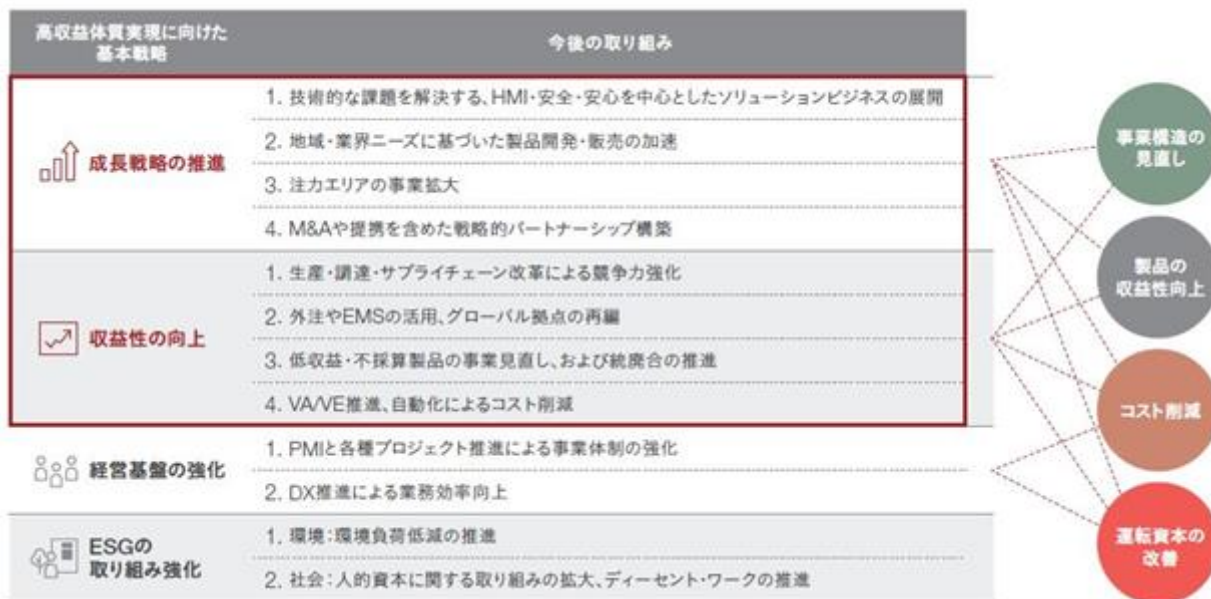 高収益体質実現に向けた
基本戦略
今後の取り組み
成長戦略の推進
1. 技術的な課題を解決する、HMI・安全・安心を中心としたソリューションビジネスの展開
2. 地域・業界ニーズに基づいた製品開発・販売の加速
3. 注力エリアの事業拡大
4. M&Aや提携を含めた戦略的パートナーシップ構築
収益性の向上
1. 生産・調達・サプライチェーン改革による競争力強化
2. 外注やEMSの活用、グローバル拠点の再編
3. 低収益・不採算製品の事業見直し、および統廃合の推進
4. VA/VE推進、自動化によるコスト削減
経営基盤の強化
1. PMIと各種プロジェクト推進による事業体制の強化
2. DX推進による業務効率向上
ESGの
取り組み強化
1. 環境：環境負荷低減の推進
2. 社会：人的資本に関する取り組みの拡大、ディーセント・ワークの推進
事業構造の
見直し
製品の
収益性向上
コスト削減
運転資本の
改善